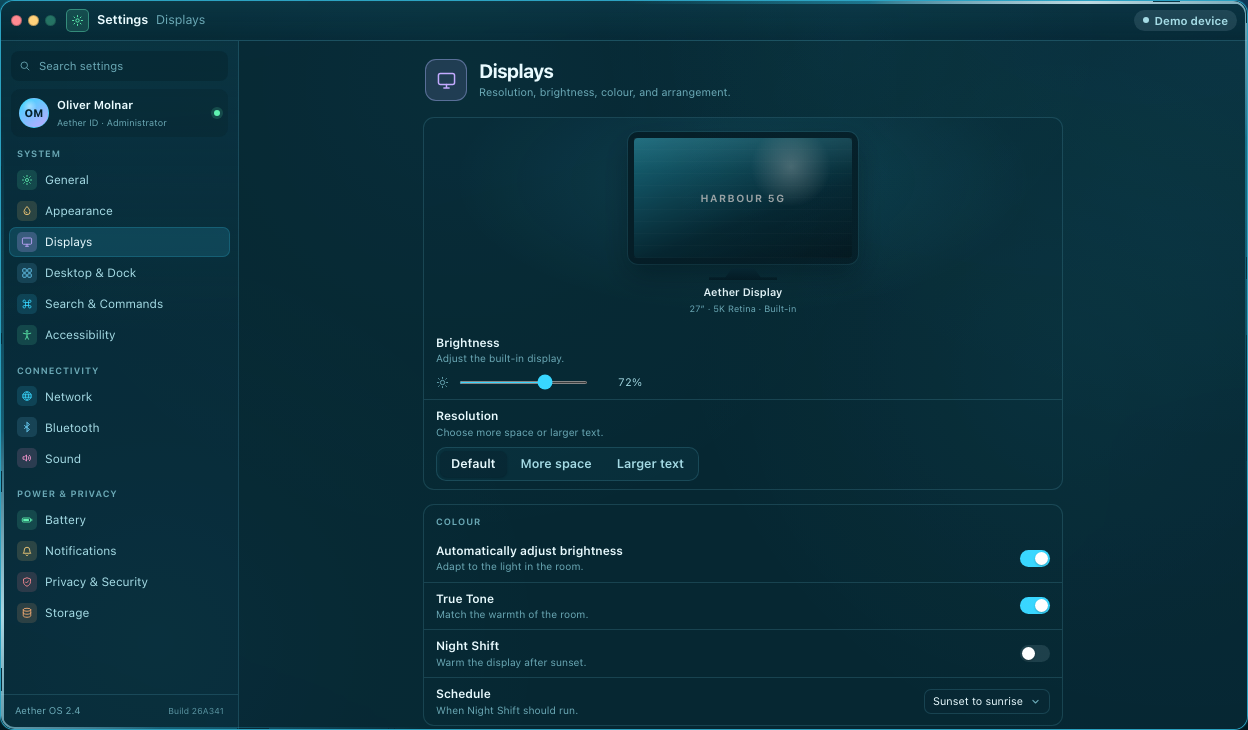 Settings Displays
Demo device
Search settings
OM
Oliver Molnar
Aether ID · Administrator
SYSTEM
General
Appearance
Displays
Desktop & Dock
Search & Commands
Accessibility
CONNECTIVITY
Network
Bluetooth
Sound
POWER & PRIVACY
Battery
Notifications
Privacy & Security
Storage
Aether OS 2.4
Build 26A341
Displays
Resolution, brightness, colour, and arrangement.
HARBOUR 5G
Aether Display
27" · 5K Retina · Built-in
Brightness
Adjust the built-in display.
72%
Resolution
Choose more space or larger text.
Default
More space
Larger text
COLOUR
Automatically adjust brightness
Adapt to the light in the room.
True Tone
Match the warmth of the room.
Night Shift
Warm the display after sunset.
Schedule
When Night Shift should run.
Sunset to sunrise